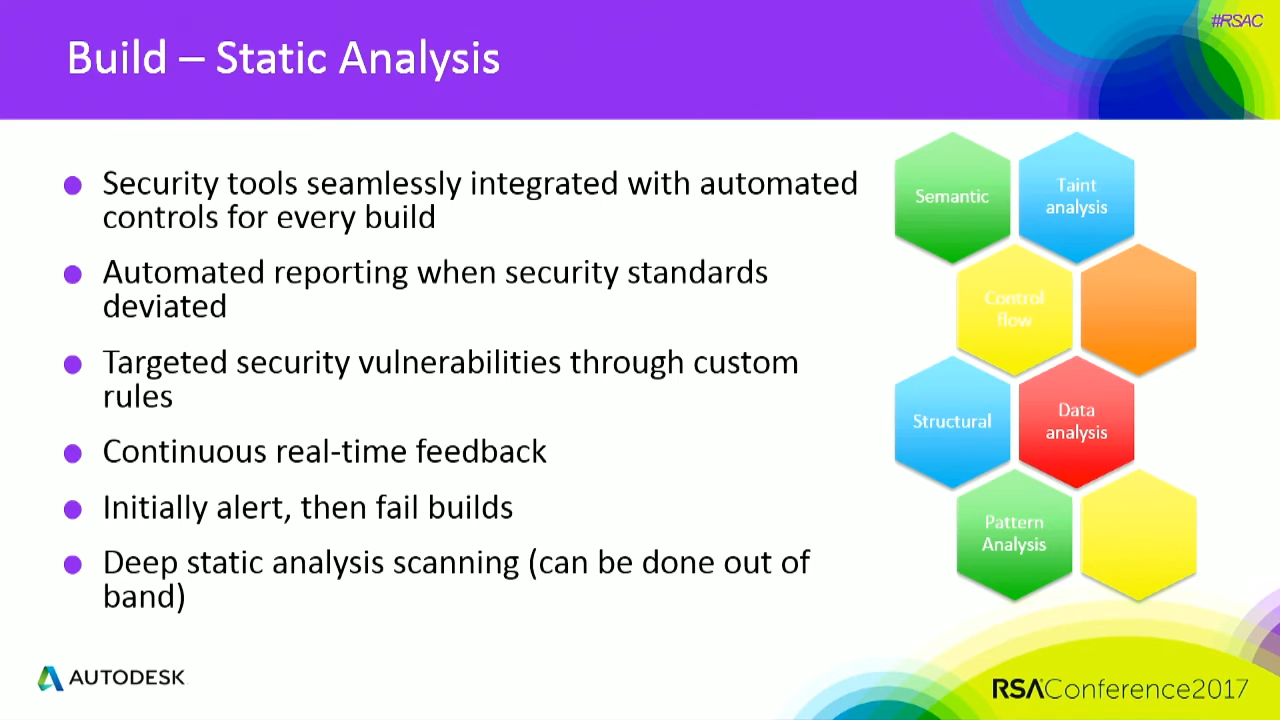 #RSAC
Build – Static Analysis
Security tools seamlessly integrated with automated
controls for every build
Automated reporting when security standards
deviated
Targeted security vulnerabilities through custom
rules
Continuous real-time feedback
Initially alert, then fail builds
Deep static analysis scanning (can be done out of
band)
Semantic
Taint
analysis
Control
flow
Structural
Data
analysis
Pattern
Analysis
AUTODESK
RSAConference2017